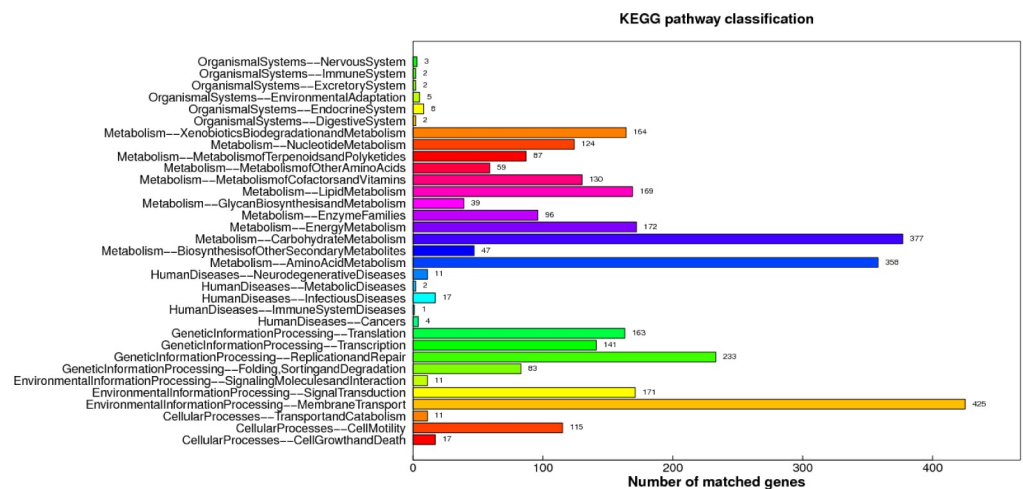 KEGG pathway classification
OrganismalSystems--NervousSystem 3
OrganismalSystems--ImmuneSystem 2
OrganismalSystems--ExcretorySystem 2
OrganismalSystems--EnvironmentalAdaptation 5
OrganismalSystems--EndocrineSystem 8
OrganismalSystems--DigestiveSystem 2
Metabolism--XenobioticsBiodegradationandMetabolism 164
Metabolism--NucleotideMetabolism 124
Metabolism--MetabolismofTerpenoidsandPolyketides 87
Metabolism--MetabolismofOtherAminoAcids 59
Metabolism--MetabolismofCofactorsandVitamins 130
Metabolism--LipidMetabolism 169
Metabolism--GlycanBiosynthesisandMetabolism 39
Metabolism--EnzymeFamilies 96
Metabolism--EnergyMetabolism 172
Metabolism--CarbohydrateMetabolism 377
Metabolism--BiosynthesisofOtherSecondaryMetabolites 47
Metabolism--AminoAcidMetabolism 358
HumanDiseases--NeurodegenerativeDiseases 11
HumanDiseases--MetabolicDiseases 2
HumanDiseases--InfectiousDiseases 17
HumanDiseases--ImmuneSystemDiseases 1
HumanDiseases--Cancers 4
GeneticInformationProcessing--Translation 163
GeneticInformationProcessing--Transcription 141
GeneticInformationProcessing--ReplicationandRepair 233
GeneticInformationProcessing--Folding,SortingandDegradation 83
EnvironmentalInformationProcessing--SignalingMoleculesandInteraction 11
EnvironmentalInformationProcessing--SignalTransduction 171
EnvironmentalInformationProcessing--MembraneTransport 425
CellularProcesses--TransportandCatabolism 11
CellularProcesses--CellMotility 115
CellularProcesses--CellGrowthandDeath 17
0 100 200 300 400
Number of matched genes